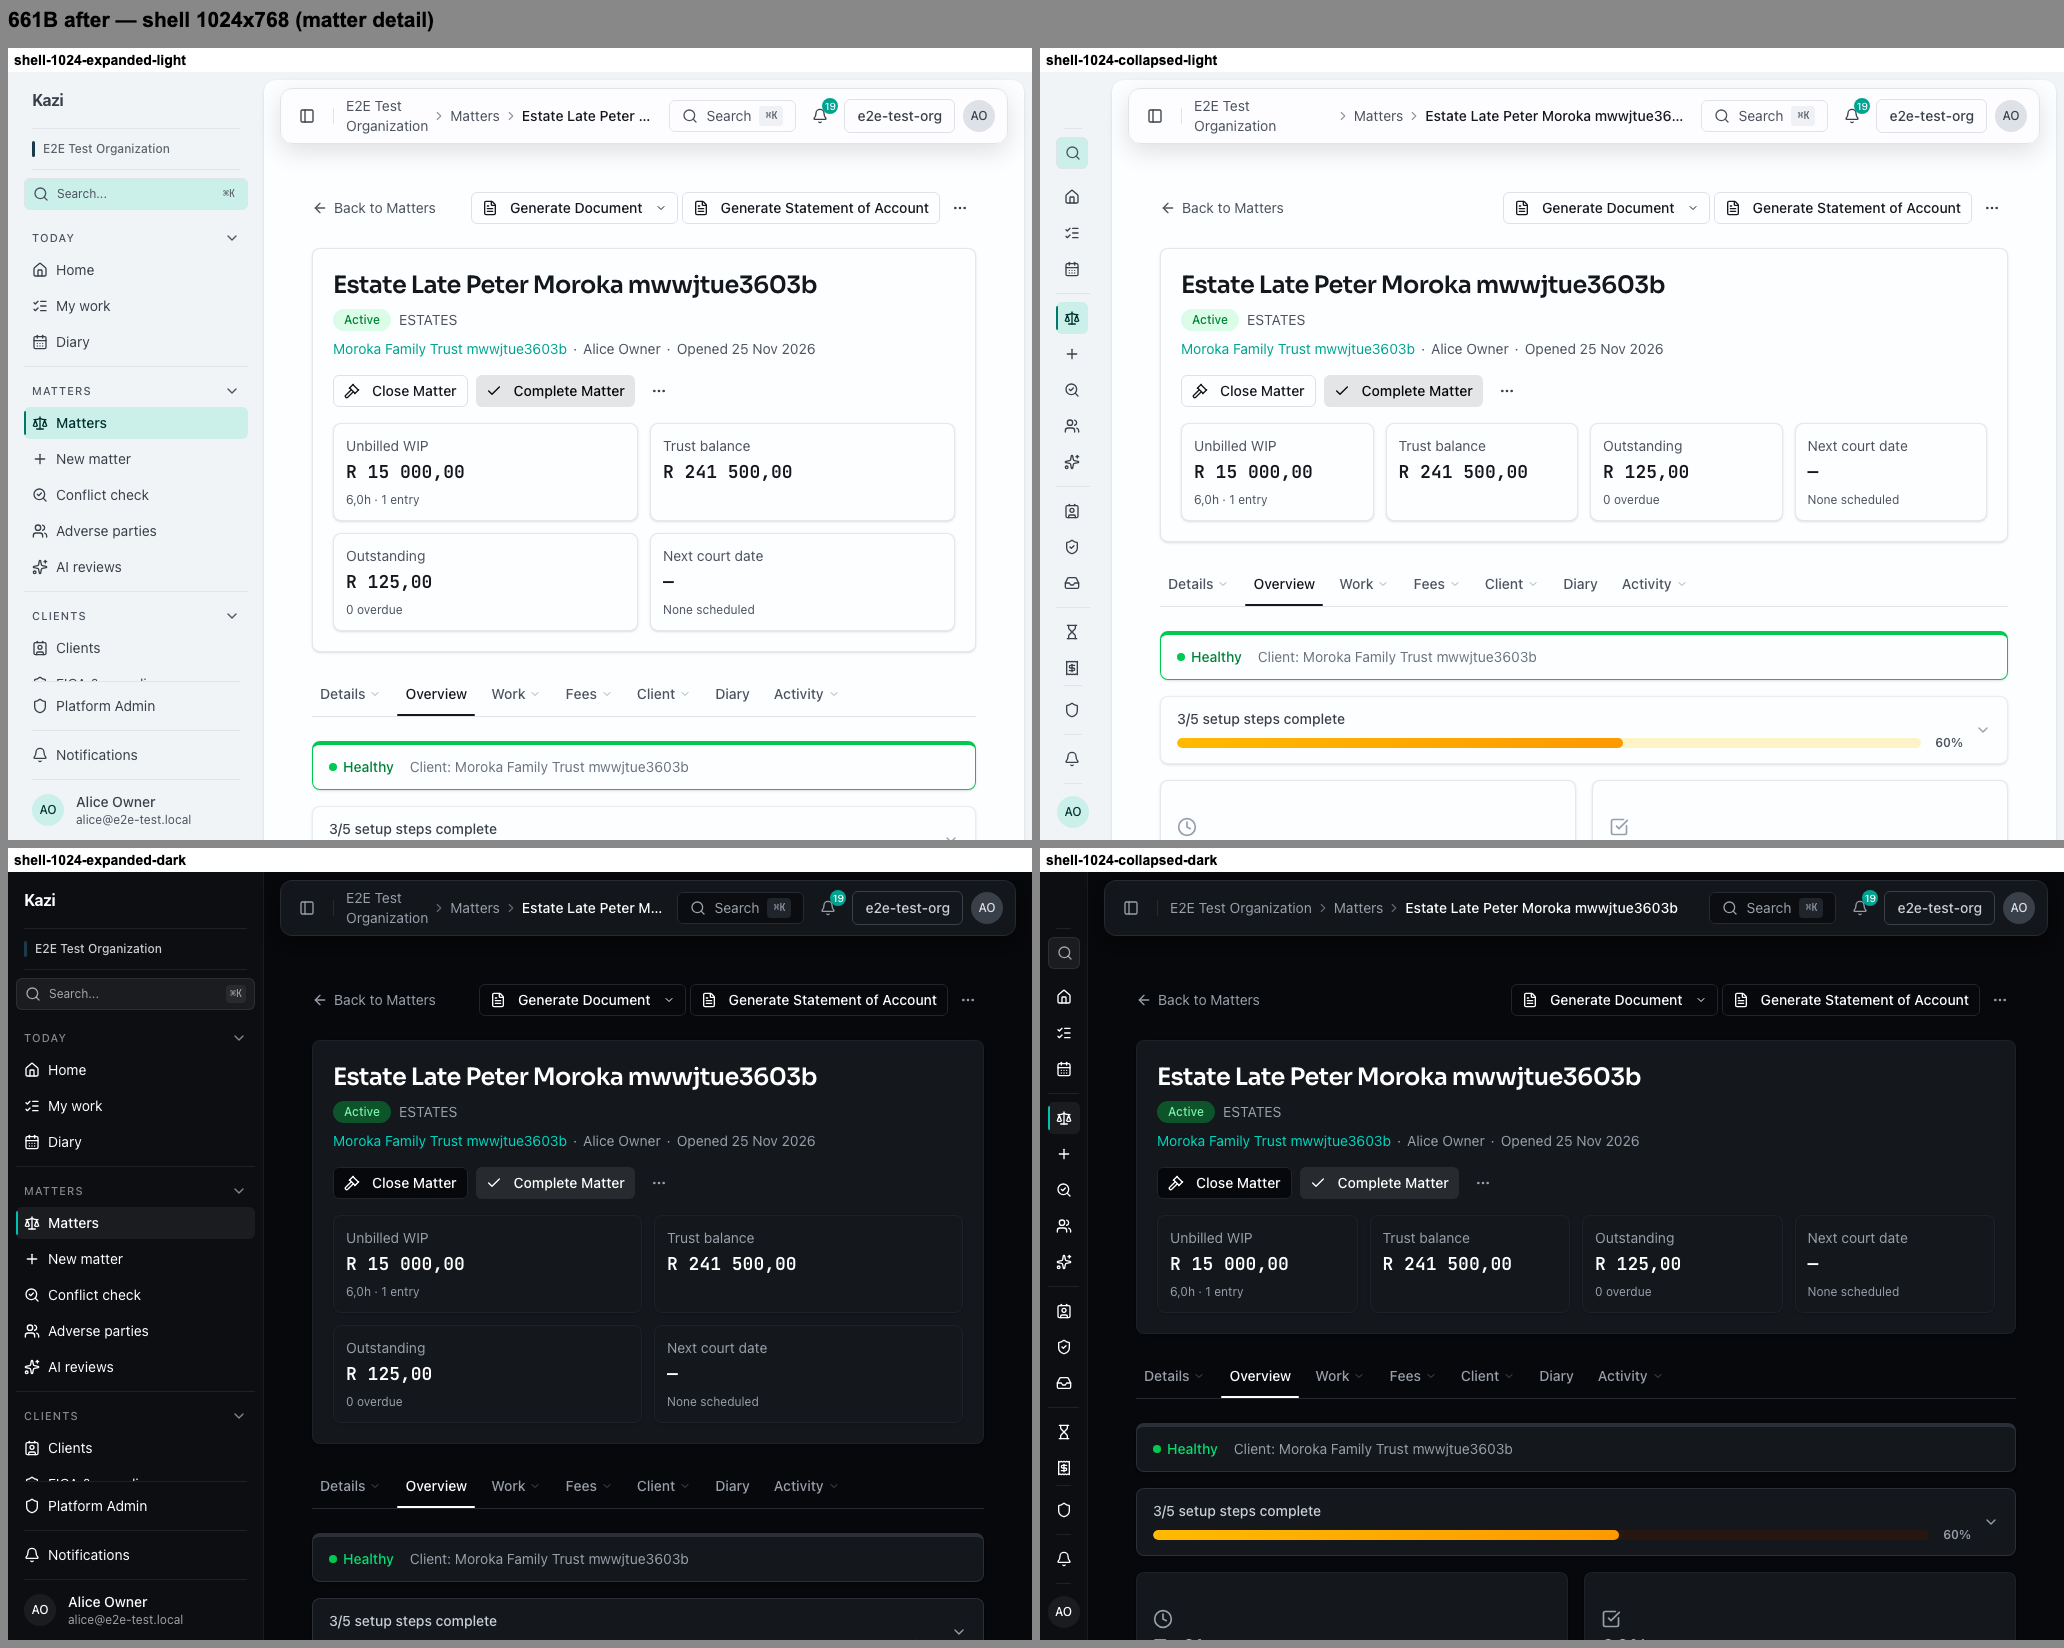 661B after — shell 1024x768 (matter detail)
shell-1024-expanded-light
Kazi
E2E Test Organization
Search... ⌘K
TODAY
Home
My work
Diary
MATTERS
Matters
New matter
Conflict check
Adverse parties
AI reviews
CLIENTS
Clients
Platform Admin
Notifications
AO
Alice Owner
alice@e2e-test.local
E2E Test
Organization
Matters
Estate Late Peter ...
Search ⌘K
19
e2e-test-org
AO
Back to Matters
Generate Document
Generate Statement of Account
Estate Late Peter Moroka mwwjtue3603b
Active ESTATES
Moroka Family Trust mwwjtue3603b · Alice Owner · Opened 25 Nov 2026
Close Matter
Complete Matter
Unbilled WIP
R 15 000,00
6,0h · 1 entry
Trust balance
R 241 500,00
Outstanding
R 125,00
0 overdue
Next court date
—
None scheduled
Details Overview Work Fees Client Diary Activity
Healthy Client: Moroka Family Trust mwwjtue3603b
3/5 setup steps complete
shell-1024-collapsed-light
AO
E2E Test
Organization
Matters
Estate Late Peter Moroka mwwjtue36...
Search ⌘K
19
e2e-test-org
AO
Back to Matters
Generate Document
Generate Statement of Account
Estate Late Peter Moroka mwwjtue3603b
Active ESTATES
Moroka Family Trust mwwjtue3603b · Alice Owner · Opened 25 Nov 2026
Close Matter
Complete Matter
Unbilled WIP
R 15 000,00
6,0h · 1 entry
Trust balance
R 241 500,00
Outstanding
R 125,00
0 overdue
Next court date
—
None scheduled
Details Overview Work Fees Client Diary Activity
Healthy Client: Moroka Family Trust mwwjtue3603b
3/5 setup steps complete
60%
shell-1024-expanded-dark
Kazi
E2E Test Organization
Search... ⌘K
TODAY
Home
My work
Diary
MATTERS
Matters
New matter
Conflict check
Adverse parties
AI reviews
CLIENTS
Clients
Platform Admin
Notifications
AO
Alice Owner
alice@e2e-test.local
E2E Test
Organization
Matters
Estate Late Peter M...
Search ⌘K
19
e2e-test-org
AO
Back to Matters
Generate Document
Generate Statement of Account
Estate Late Peter Moroka mwwjtue3603b
Active ESTATES
Moroka Family Trust mwwjtue3603b · Alice Owner · Opened 25 Nov 2026
Close Matter
Complete Matter
Unbilled WIP
R 15 000,00
6,0h · 1 entry
Trust balance
R 241 500,00
Outstanding
R 125,00
0 overdue
Next court date
—
None scheduled
Details Overview Work Fees Client Diary Activity
Healthy Client: Moroka Family Trust mwwjtue3603b
3/5 setup steps complete
shell-1024-collapsed-dark
AO
E2E Test Organization
Matters
Estate Late Peter Moroka mwwjtue3603b
Search ⌘K
19
e2e-test-org
AO
Back to Matters
Generate Document
Generate Statement of Account
Estate Late Peter Moroka mwwjtue3603b
Active ESTATES
Moroka Family Trust mwwjtue3603b · Alice Owner · Opened 25 Nov 2026
Close Matter
Complete Matter
Unbilled WIP
R 15 000,00
6,0h · 1 entry
Trust balance
R 241 500,00
Outstanding
R 125,00
0 overdue
Next court date
—
None scheduled
Details Overview Work Fees Client Diary Activity
Healthy Client: Moroka Family Trust mwwjtue3603b
3/5 setup steps complete
60%